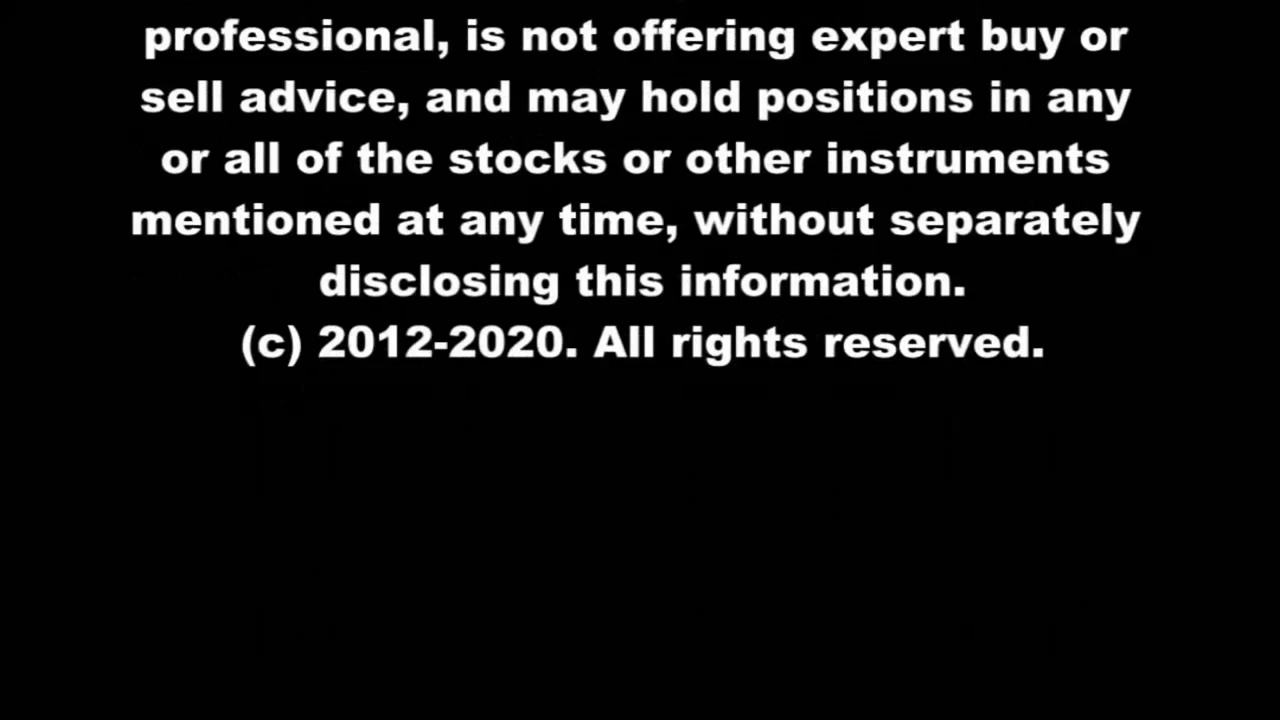 professional, is not offering expert buy or
sell advice, and may hold positions in any
or all of the stocks or other instruments
mentioned at any time, without separately
disclosing this information.
(c) 2012-2020. All rights reserved.